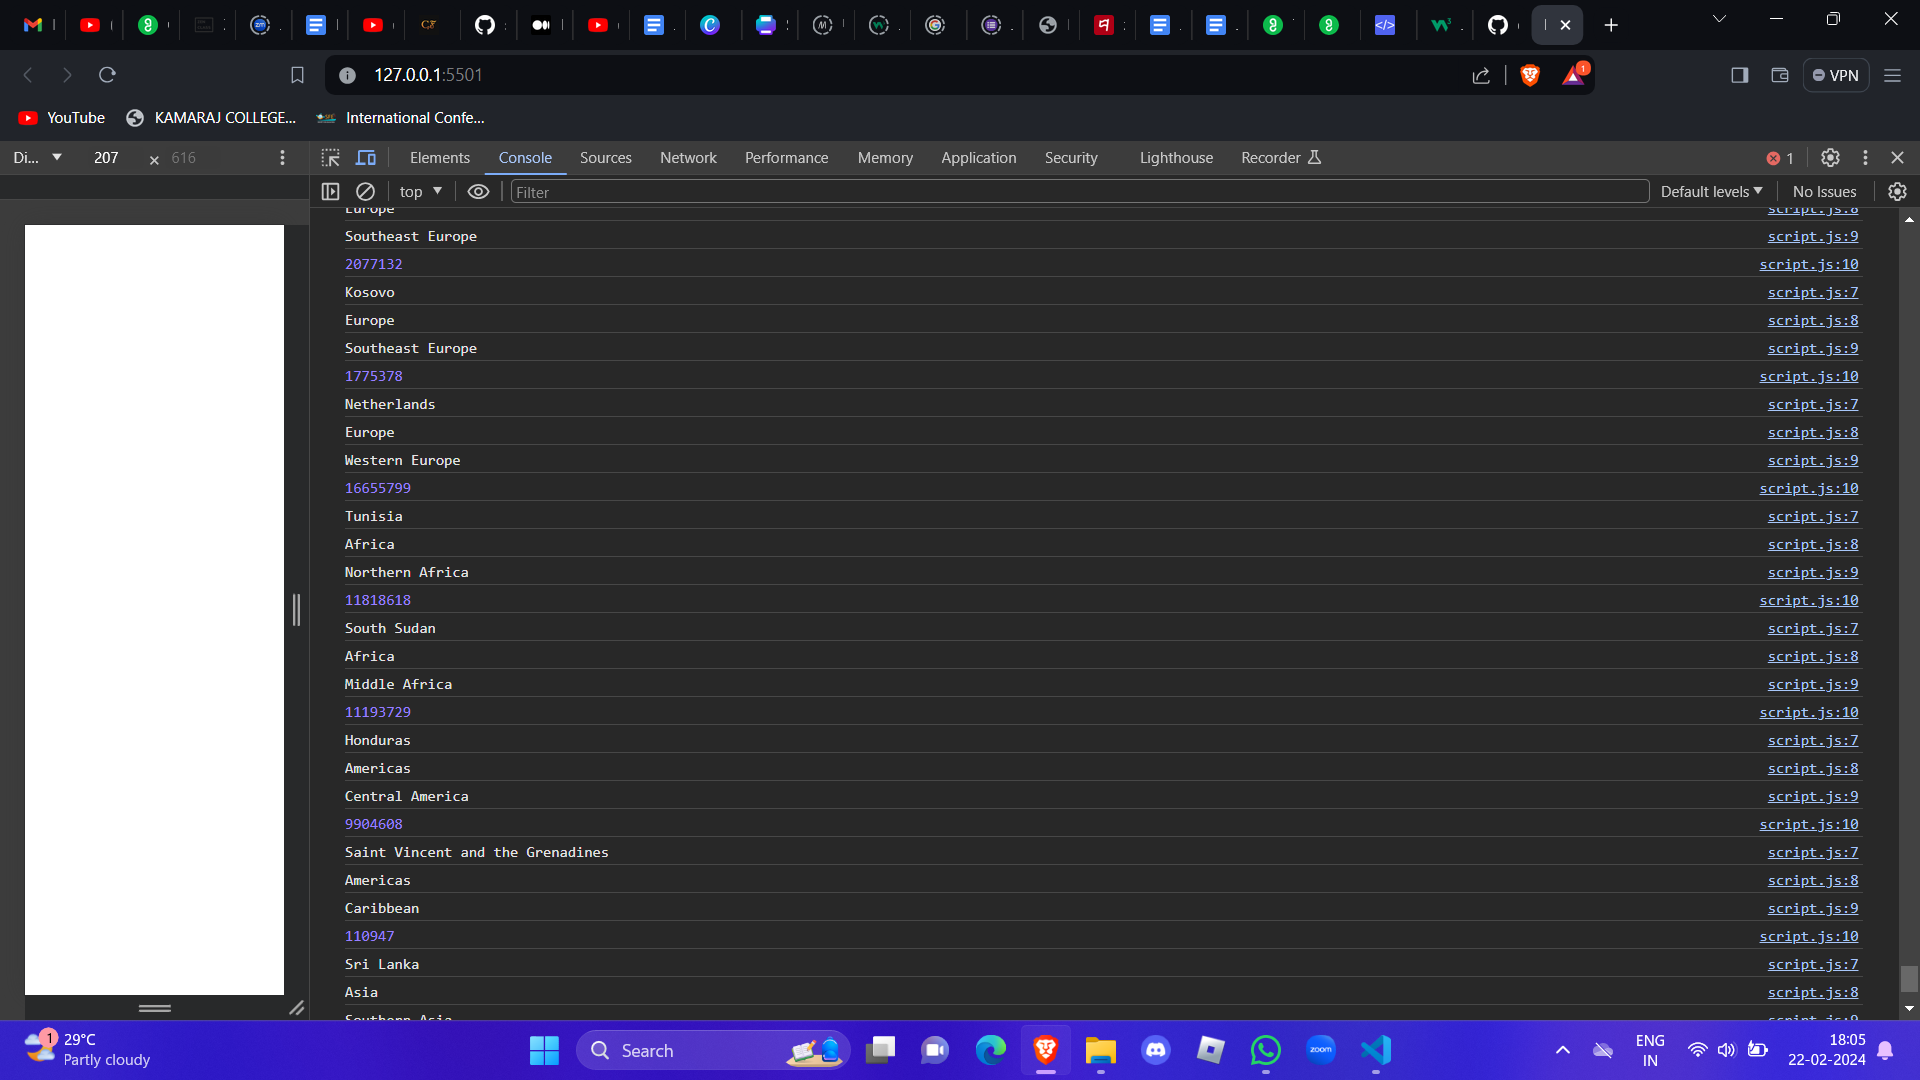 127.0.0.1:5501
1
VPN
YouTube
KAMARAJ COLLEGE...
International Confe...
Di...
207
616
Elements
Console
Sources
Network
Performance
Memory
Application
Security
Lighthouse
Recorder
1
top
Filter
Default levels
No Issues
Europe script.js:8
Southeast Europe script.js:9
2077132 script.js:10
Kosovo script.js:7
Europe script.js:8
Southeast Europe script.js:9
1775378 script.js:10
Netherlands script.js:7
Europe script.js:8
Western Europe script.js:9
16655799 script.js:10
Tunisia script.js:7
Africa script.js:8
Northern Africa script.js:9
11818618 script.js:10
South Sudan script.js:7
Africa script.js:8
Middle Africa script.js:9
11193729 script.js:10
Honduras script.js:7
Americas script.js:8
Central America script.js:9
9904608 script.js:10
Saint Vincent and the Grenadines script.js:7
Americas script.js:8
Caribbean script.js:9
110947 script.js:10
Sri Lanka script.js:7
Asia script.js:8
Southern Asia script.js:9
1
29°C
Partly cloudy
Search
zoom
ENG
IN
18:05
22-02-2024